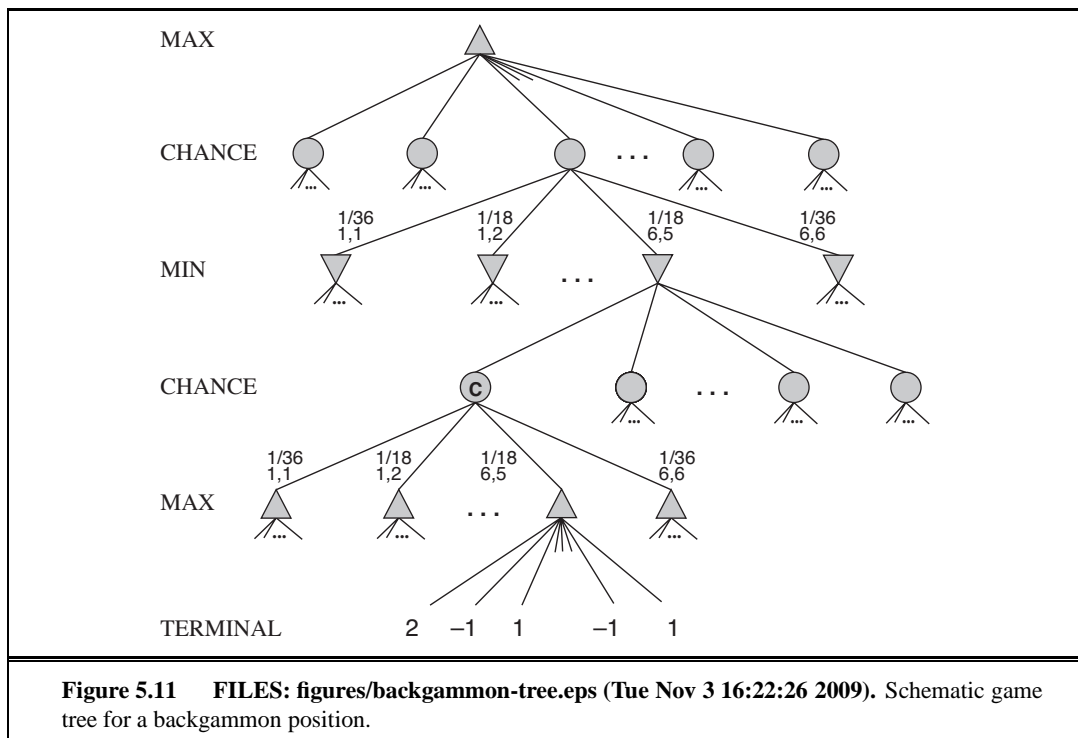 MAX
CHANCE
. . .
...
...
...
...
1/36
1,1
1/18
1,2
1/18
6,5
1/36
6,6
MIN
. . .
...
...
...
CHANCE
C
. . .
...
...
...
1/36
1,1
1/18
1,2
1/18
6,5
1/36
6,6
MAX
. . .
...
...
...
TERMINAL 2 –1 1 –1 1
Figure 5.11 FILES: figures/backgammon-tree.eps (Tue Nov 3 16:22:26 2009). Schematic game
tree for a backgammon position.